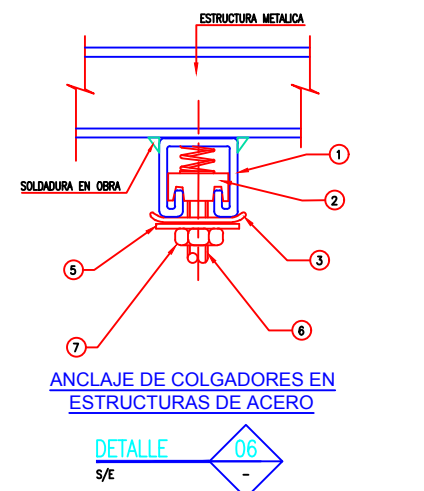 ESTRUCTURA METALICA
1
SOLDADURA EN OBRA
2
3
5
6
7
ANCLAJE DE COLGADORES EN
ESTRUCTURAS DE ACERO
DETALLE 06
S/E -